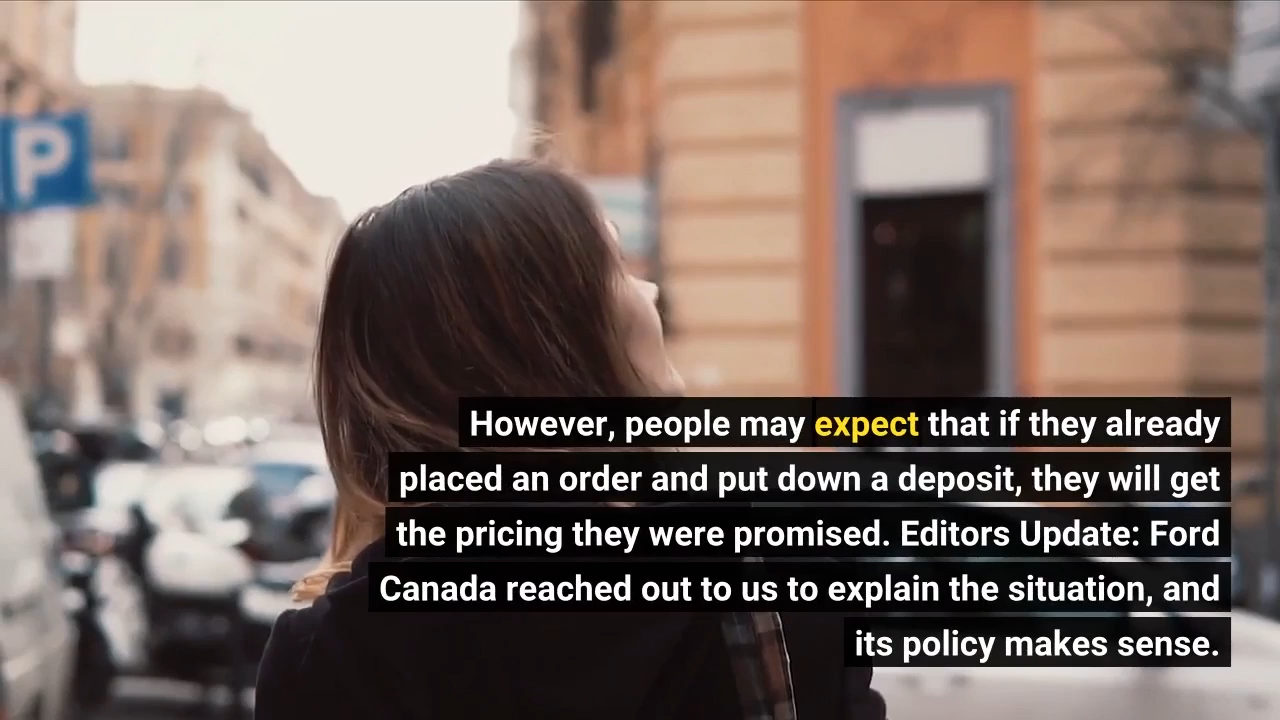 P
However, people may expect that if they already
placed an order and put down a deposit, they will get
the pricing they were promised. Editors Update: Ford
Canada reached out to us to explain the situation, and
its policy makes sense.